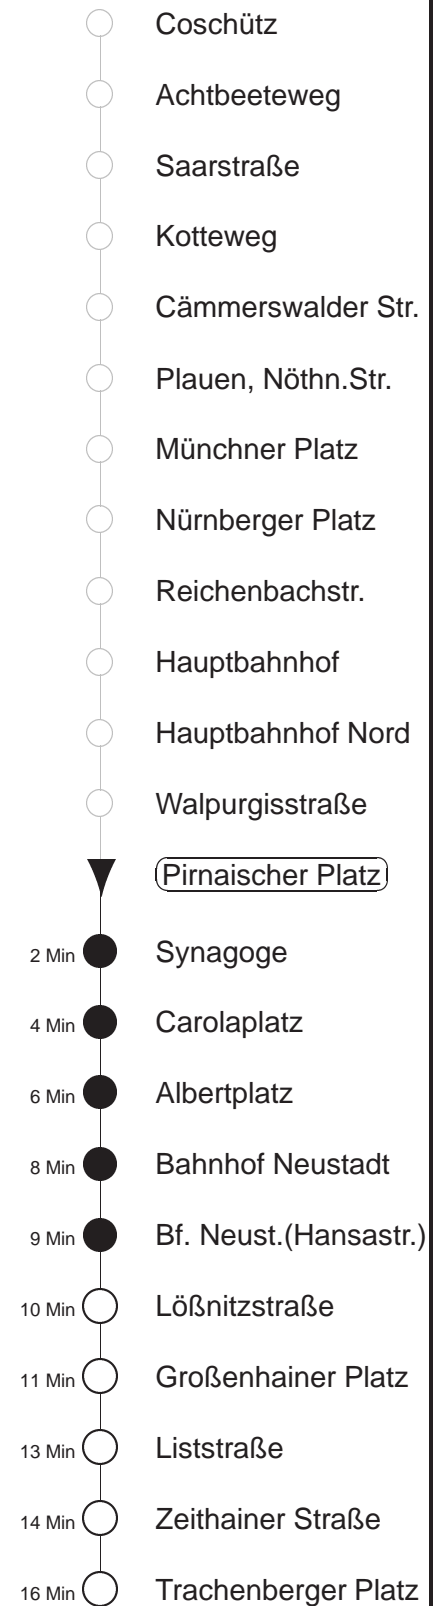 Coschütz
Achtbeeteweg
Saarstraße
Kotteweg
Cämmerswalder Str.
Plauen, Nöthn.Str.
Münchner Platz
Nürnberger Platz
Reichenbachstr.
Hauptbahnhof
Hauptbahnhof Nord
Walpurgisstraße
Pirnaischer Platz
2 Min Synagoge
4 Min Carolaplatz
6 Min Albertplatz
8 Min Bahnhof Neustadt
9 Min Bf. Neust.(Hansastr.)
10 Min Lößnitzstraße
11 Min Großenhainer Platz
13 Min Liststraße
14 Min Zeithainer Straße
16 Min Trachenberger Platz